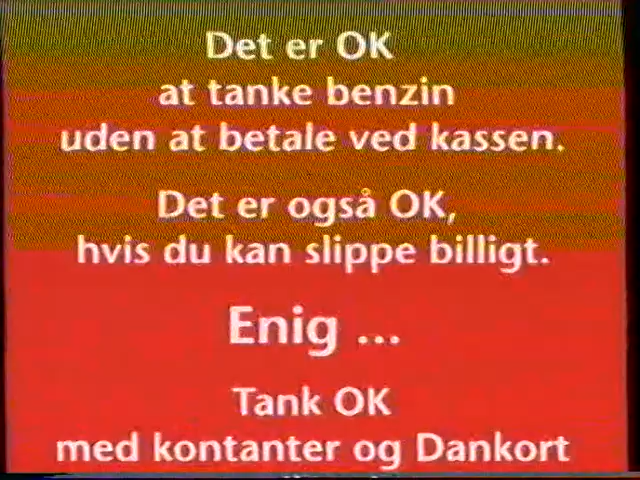 Det er OK
at tanke benzin
uden at betale ved kassen.
Det er også OK,
hvis du kan slippe billigt.
Enig ...
Tank OK
med kontanter og Dankort